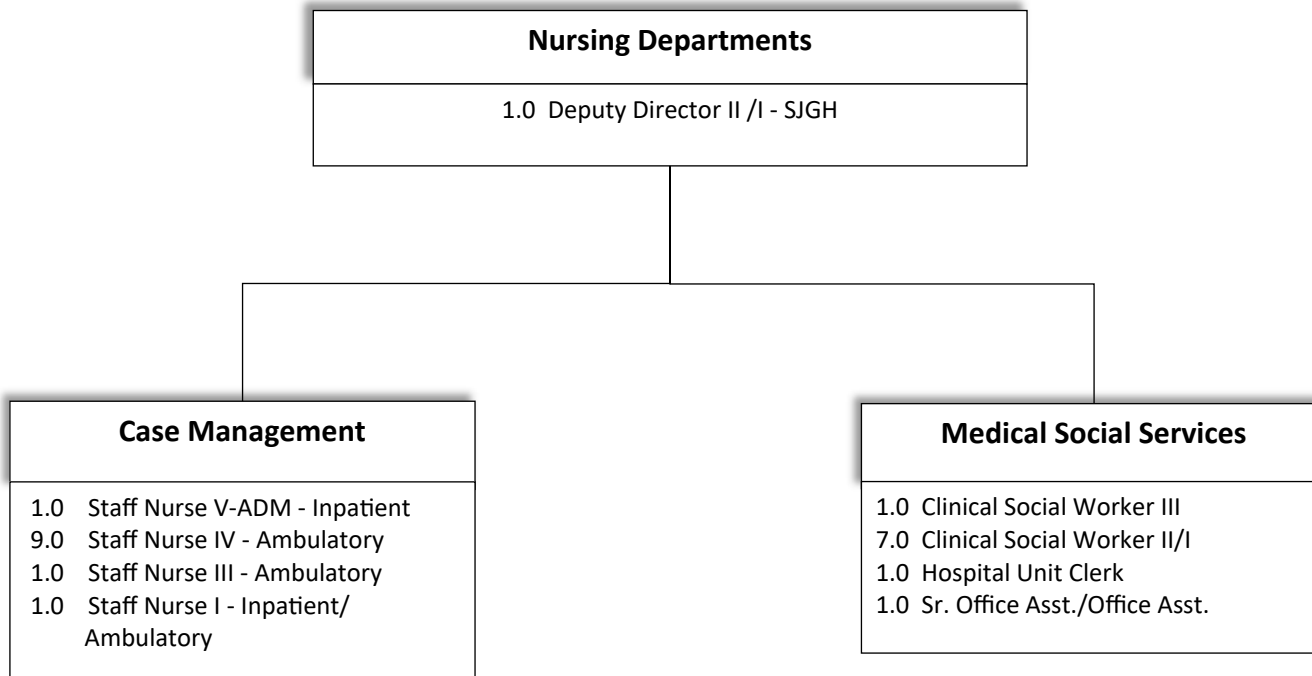 Nursing Departments
1.0 Deputy Director II /I - SJGH
Case Management
1.0 Staff Nurse V-ADM - Inpatient
9.0 Staff Nurse IV - Ambulatory
1.0 Staff Nurse III - Ambulatory
1.0 Staff Nurse I - Inpatient/
Ambulatory
Medical Social Services
1.0 Clinical Social Worker III
7.0 Clinical Social Worker II/I
1.0 Hospital Unit Clerk
1.0 Sr. Office Asst./Office Asst.